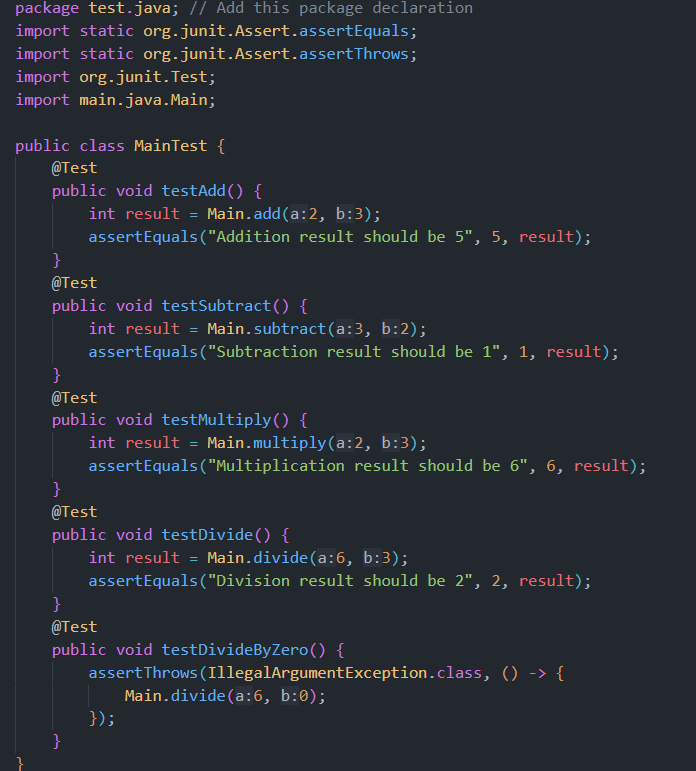 package test.java; // Add this package declaration
import static org.junit.Assert.assertEquals;
import static org.junit.Assert.assertThrows;
import org.junit.Test;
import main.java.Main;

public class MainTest {
    @Test
    public void testAdd() {
        int result = Main.add(a:2, b:3);
        assertEquals("Addition result should be 5", 5, result);
    }
    @Test
    public void testSubtract() {
        int result = Main.subtract(a:3, b:2);
        assertEquals("Subtraction result should be 1", 1, result);
    }
    @Test
    public void testMultiply() {
        int result = Main.multiply(a:2, b:3);
        assertEquals("Multiplication result should be 6", 6, result);
    }
    @Test
    public void testDivide() {
        int result = Main.divide(a:6, b:3);
        assertEquals("Division result should be 2", 2, result);
    }
    @Test
    public void testDivideByZero() {
        assertThrows(IllegalArgumentException.class, () -> {
            Main.divide(a:6, b:0);
        });
    }
}